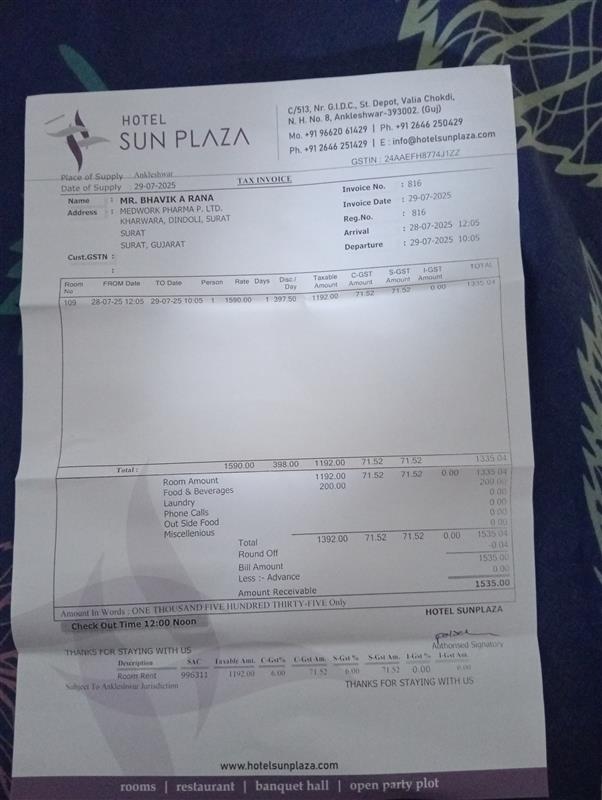 HOTEL
SUN PLAZA
C/513, Nr. G.I.D.C., St. Depot, Valia Chokdi,
N. H. No. 8, Ankleshwar-393002. (Guj)
Mo. +91 96620 61429 | Ph. +91 2646 250429
Ph. +91 2646 251429 | E : info@hotelsunplaza.com
GSTIN : 24AAEFH8774J1ZZ
Place of Supply Ankleshwar
Date of Supply 29-07-2025
TAX INVOICE
Name : MR. BHAVIK A RANA
Address : MEDWORK PHARMA P. LTD.
KHARWARA, DINDOLI, SURAT
SURAT
SURAT, GUJARAT
Cust.GSTN :
:
Invoice No. : 816
Invoice Date : 29-07-2025
Reg.No. : 816
Arrival : 28-07-2025 12:05
Departure : 29-07-2025 10:05
Room No FROM Date TO Date Person Rate Days Disc./Day Taxable Amount C-GST Amount S-GST Amount I-GST Amount TOTAL
109 28-07-25 12:05 29-07-25 10:05 1 1590.00 1 397.50 1192.00 71.52 71.52 0.00 1335.04
Total : 1590.00 398.00 1192.00 71.52 71.52 1335.04
Room Amount 1192.00 71.52 71.52 0.00 1335.04
Food & Beverages 200.00 200.00
Laundry 0.00
Phone Calls 0.00
Out Side Food 0.00
Miscellenious 0.00
Total 1392.00 71.52 71.52 0.00 1535.04
Round Off -0.04
Bill Amount 1535.00
Less :- Advance 0.00
Amount Receivable 1535.00
Amount In Words : ONE THOUSAND FIVE HUNDRED THIRTY-FIVE Only
HOTEL SUNPLAZA
Check Out Time 12:00 Noon
Authorised Signatory
THANKS FOR STAYING WITH US
Description SAC Taxable Amt. C-Gst% C-Gst Am. S-Gst % S-Gst Am. I-Gst % I-Gst Am.
Room Rent 996311 1192.00 6.00 71.52 6.00 71.52 0.00 0.00
Subject To Ankleshwar Jurisdiction
THANKS FOR STAYING WITH US
www.hotelsunplaza.com
rooms | restaurant | banquet hall | open party plot